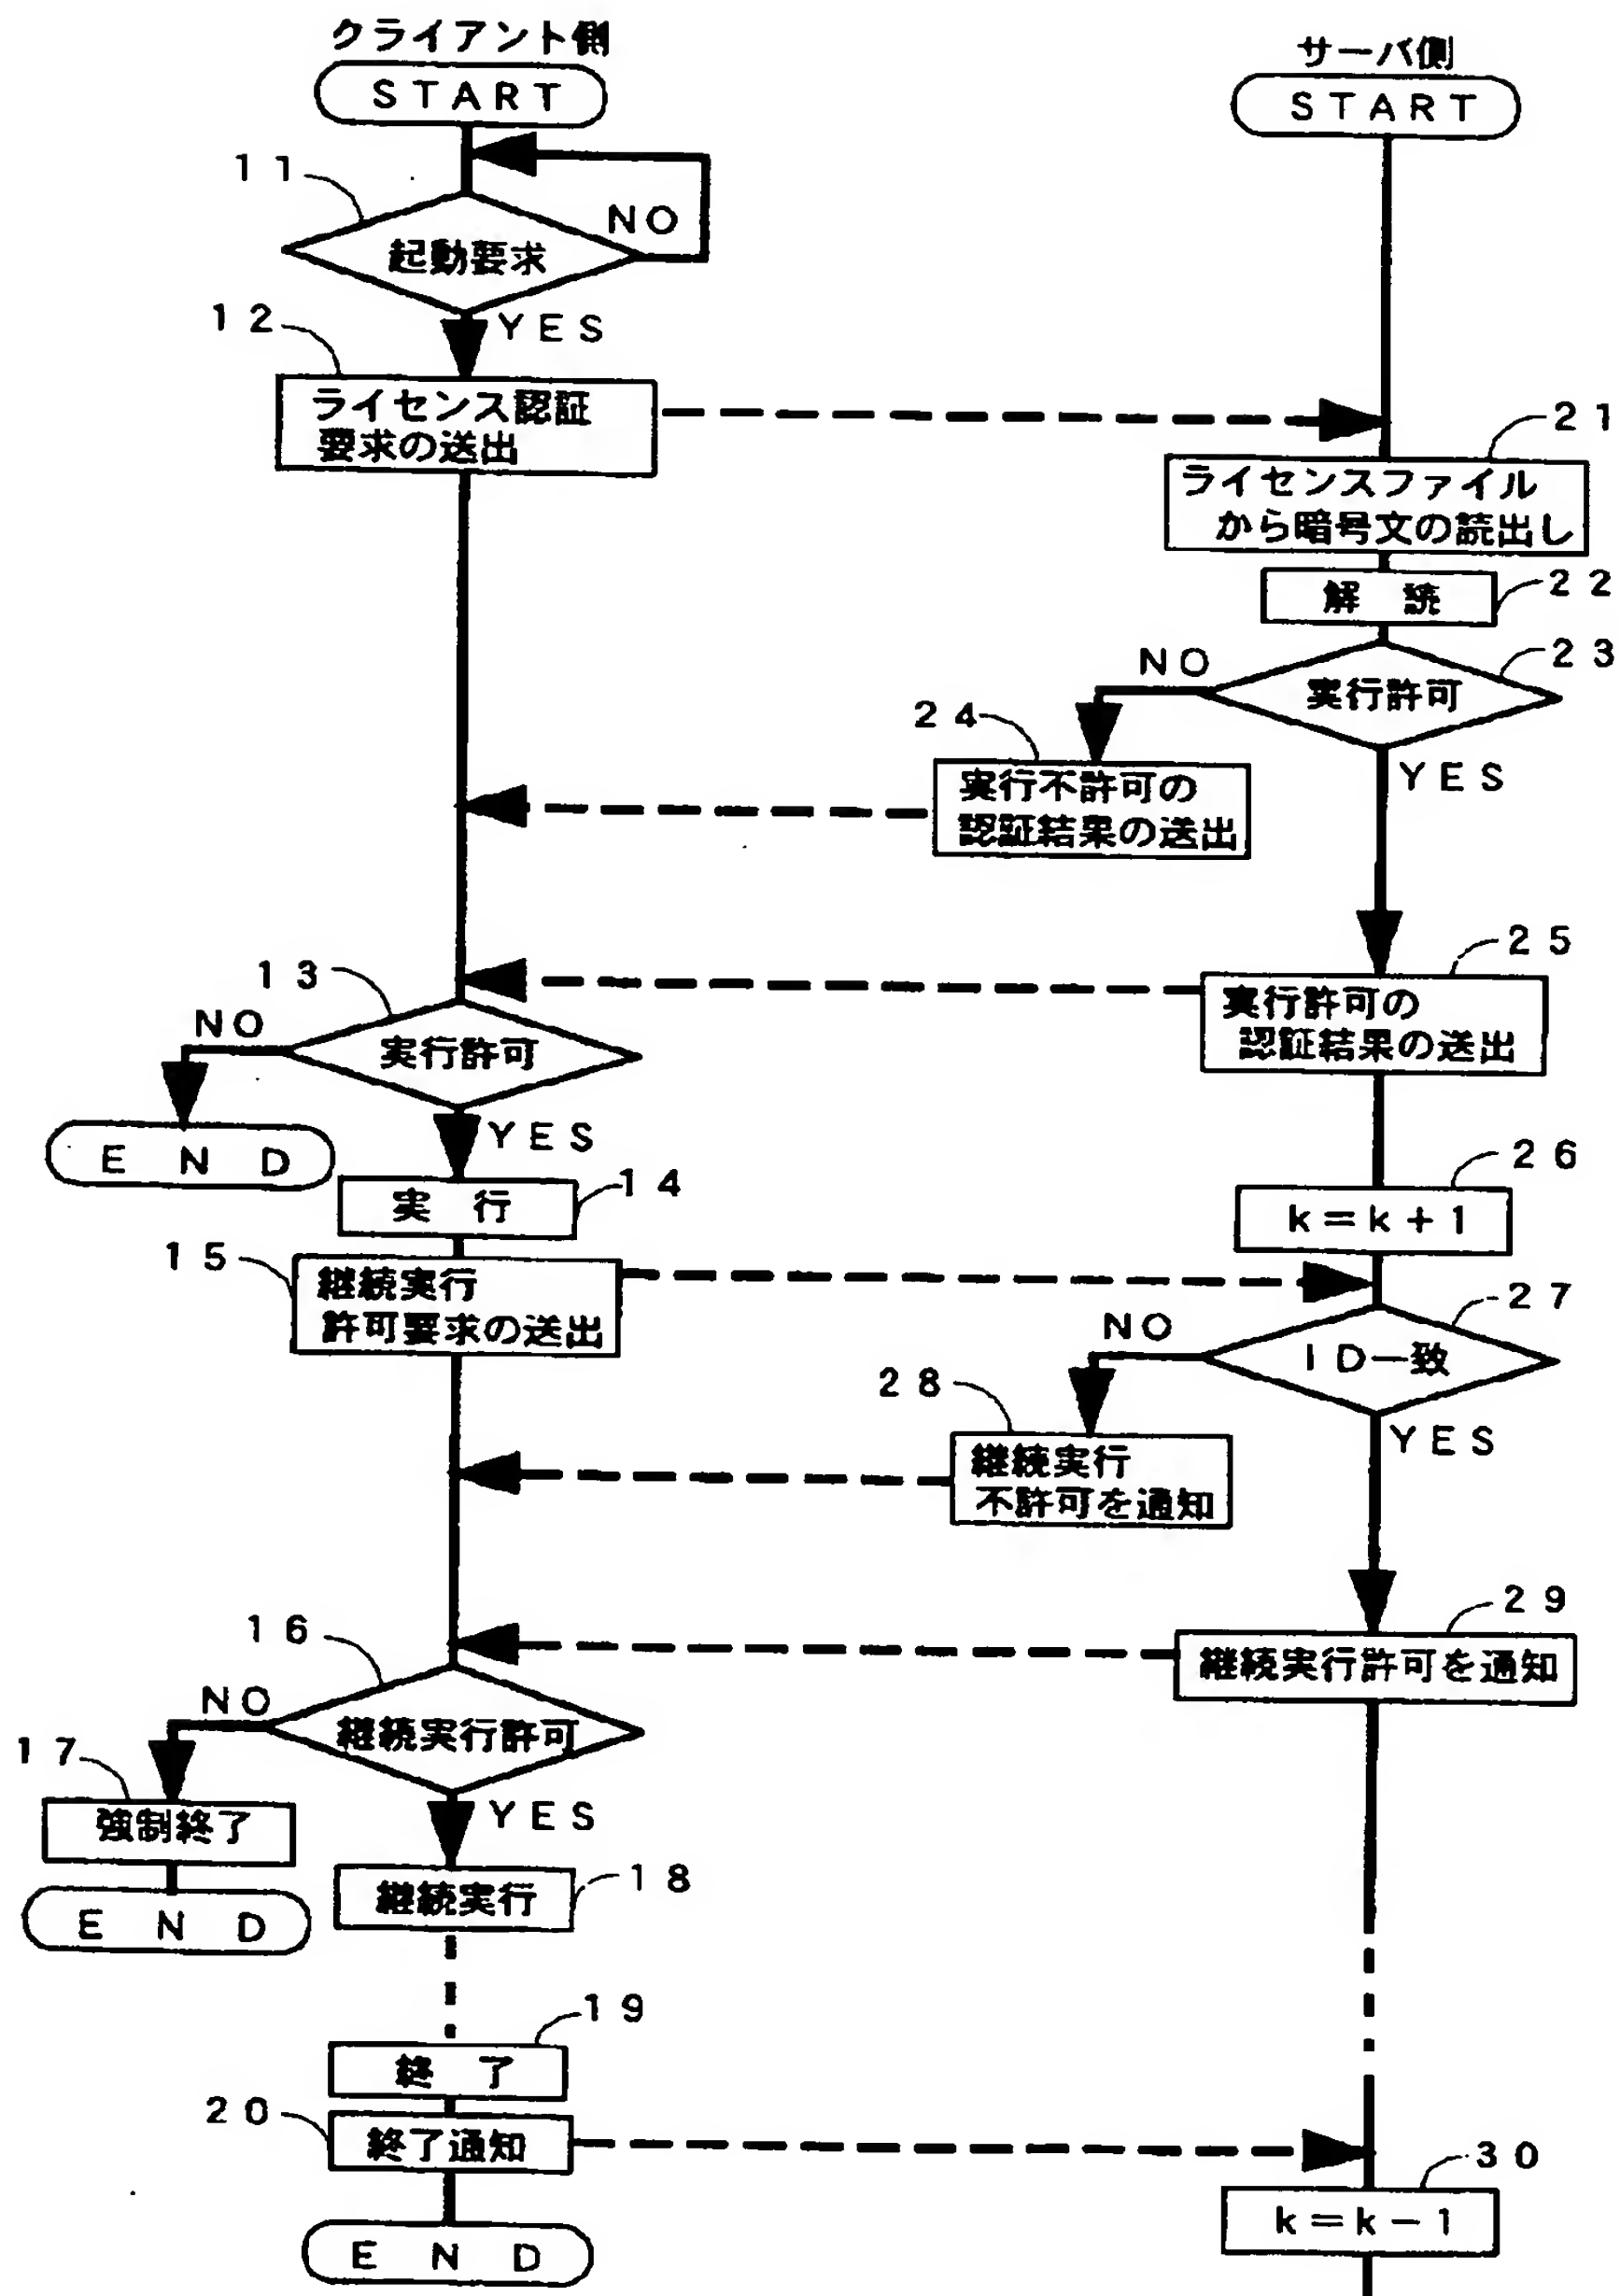 クライアント側
START
11
起動要求
NO
YES
12
ライセンス認証
要求の送出
13
実行許可
NO
END
YES
実行
14
15
継続実行
許可要求の送出
16
継続実行許可
NO
17
強制終了
END
YES
継続実行
18
終了
19
20
終了通知
END
サーバ側
START
21
ライセンスファイル
から暗号文の読出し
解読
22
23
実行許可
NO
24
実行不許可の
認証結果の送出
YES
25
実行許可の
認証結果の送出
26
k=k+1
27
ID一致
NO
28
継続実行
不許可を通知
YES
29
継続実行許可を通知
30
k=k-1